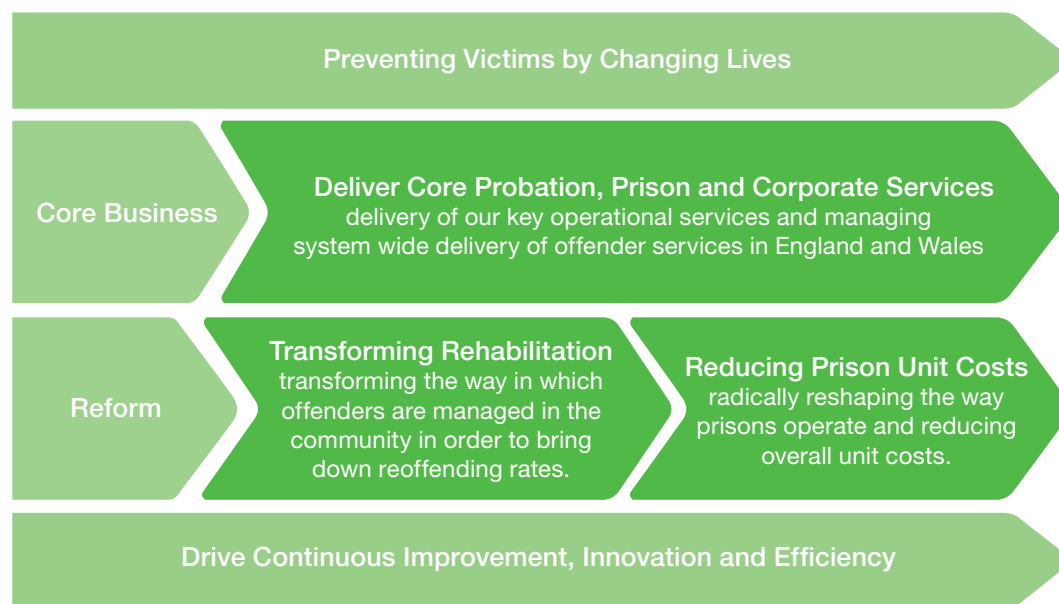 Preventing Victims by Changing Lives
Core Business
Deliver Core Probation, Prison and Corporate Services
delivery of our key operational services and managing
system wide delivery of offender services in England and Wales
Reform
Transforming Rehabilitation
transforming the way in which
offenders are managed in the
community in order to bring
down reoffending rates.
Reducing Prison Unit Costs
radically reshaping the way
prisons operate and reducing
overall unit costs.
Drive Continuous Improvement, Innovation and Efficiency